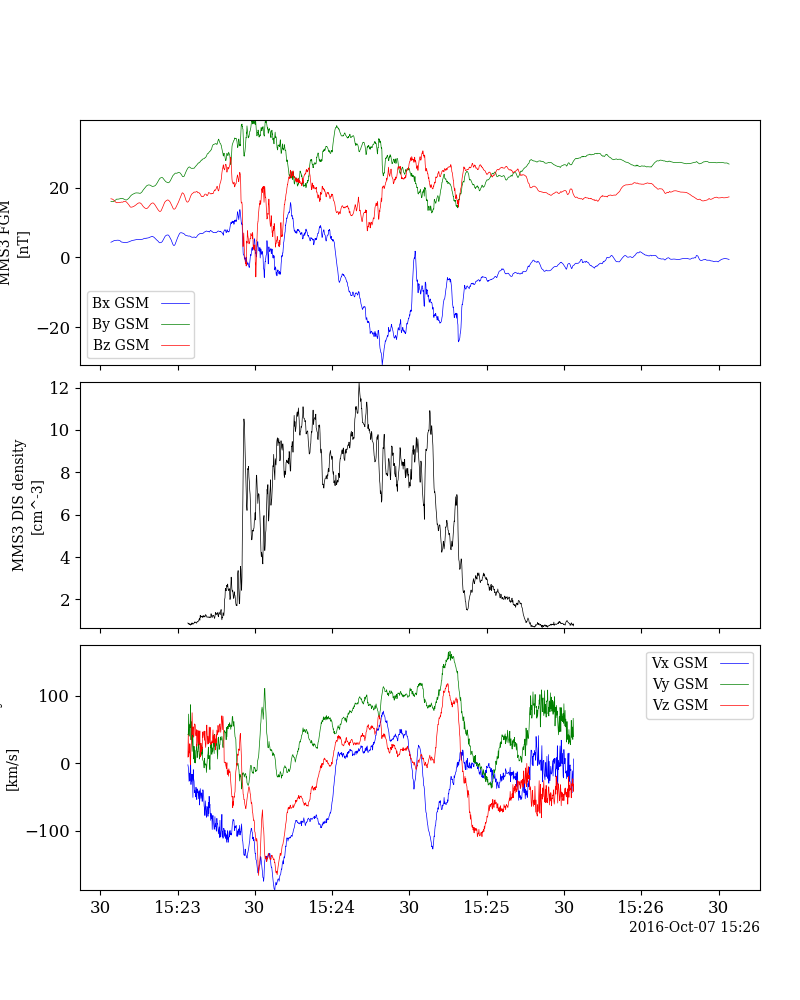 MMS3 FGM
[nT]
20
0
−20
Bx GSM
By GSM
Bz GSM
MMS3 DIS density
[cm^-3]
12
10
8
6
4
2
[km/s]
100
0
−100
Vx GSM
Vy GSM
Vz GSM
30 15:23 30 15:24 30 15:25 30 15:26 30
2016-Oct-07 15:26